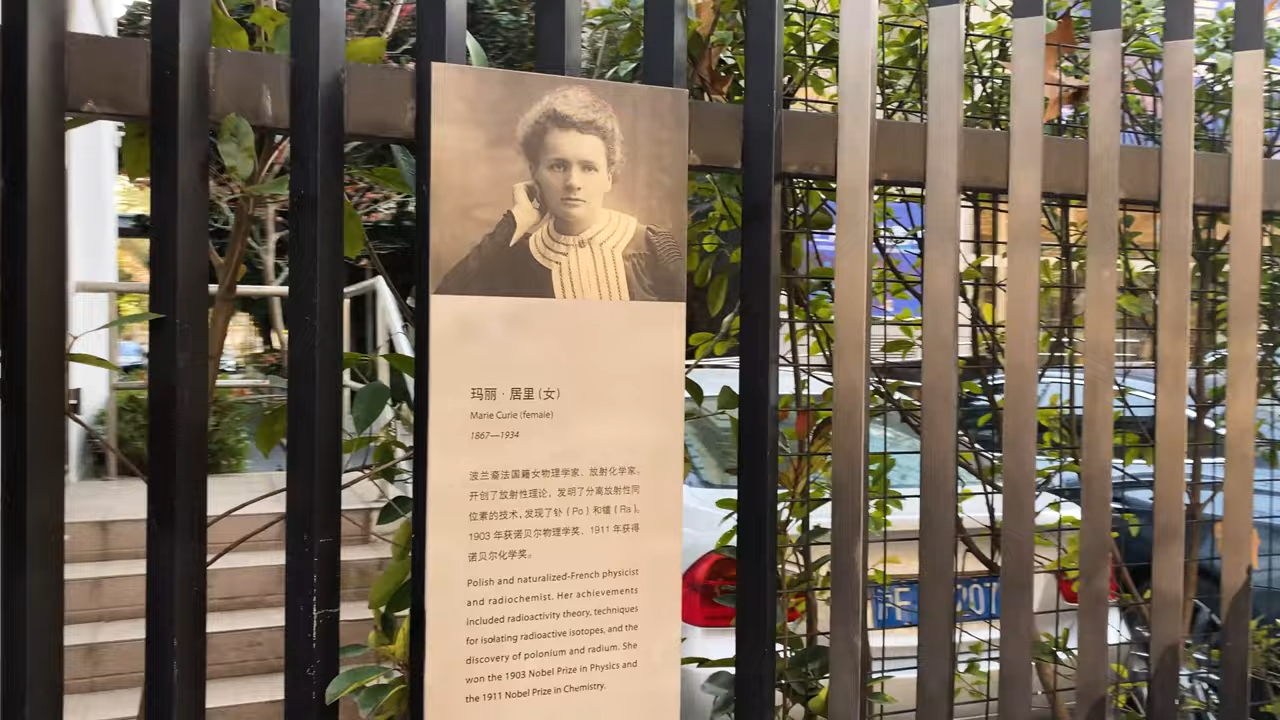 玛丽·居里(女)
Marie Curie (female)
1867—1934
波兰裔法国籍女物理学家、放射化学家。
开创了放射性理论，发明了分离放射性同
位素的技术，发现了钋（Po）和镭（Ra）。
1903 年获诺贝尔物理学奖、1911 年获得
诺贝尔化学奖。
Polish and naturalized-French physicist
and radiochemist. Her achievements
included radioactivity theory, techniques
for isolating radioactive isotopes, and the
discovery of polonium and radium. She
won the 1903 Nobel Prize in Physics and
the 1911 Nobel Prize in Chemistry.